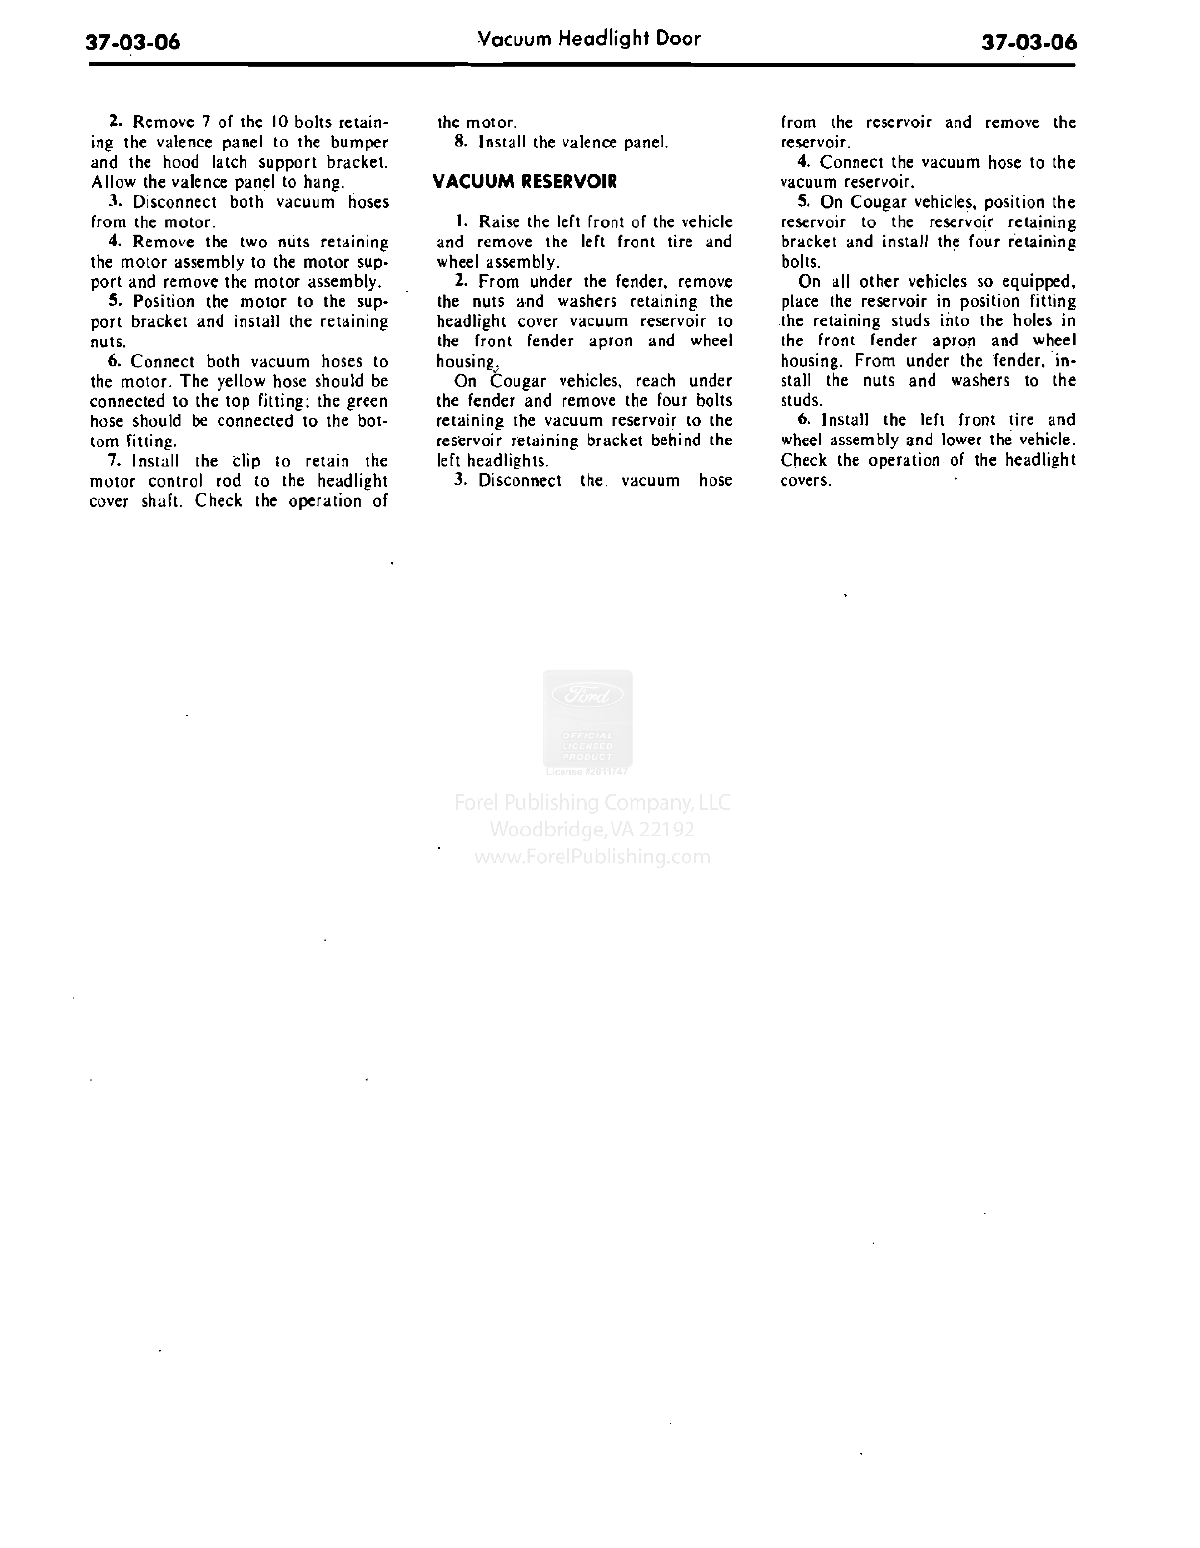 37-03-06
Vacuum Headlight Door
37-03-06
2. Remove 7 of the 10 bolts retain-
ing the valence panel to the bumper
and the hood latch support bracket.
Allow the valence panel to hang.
3. Disconnect both vacuum hoses
from the motor.
4. Remove the two nuts retaining
the motor assembly to the motor sup-
port and remove the motor assembly.
5. Position the motor to the sup-
port bracket and install the retaining
nuts.
6. Connect both vacuum hoses to
the motor. The yellow hose should be
connected to the top fitting; the green
hose should be connected to the bot-
tom fitting.
7. Install the clip to retain the
motor control rod to the headlight
cover shaft. Check the operation of
the motor.
8. Install the valence panel.
VACUUM RESERVOIR
1. Raise the left front of the vehicle
and remove the left front tire and
wheel assembly.
2. From under the fender, remove
the nuts and washers retaining the
headlight cover vacuum reservoir to
the front fender apron and wheel
housing.
On Cougar vehicles, reach under
the fender and remove the four bolts
retaining the vacuum reservoir to the
reservoir retaining bracket behind the
left headlights.
3. Disconnect the vacuum hose
from the reservoir and remove the
reservoir.
4. Connect the vacuum hose to the
vacuum reservoir.
5. On Cougar vehicles, position the
reservoir to the reservoir retaining
bracket and install the four retaining
bolts.
On all other vehicles so equipped,
place the reservoir in position fitting
the retaining studs into the holes in
the front fender apron and wheel
housing. From under the fender, in-
stall the nuts and washers to the
studs.
6. Install the left front tire and
wheel assembly and lower the vehicle.
Check the operation of the headlight
covers.
Ford
OFFICIAL
LICENSED
PRODUCT
License #2011/47
Forel Publishing Company, LLC
Woodbridge, VA 22192
www.ForelPublishing.com